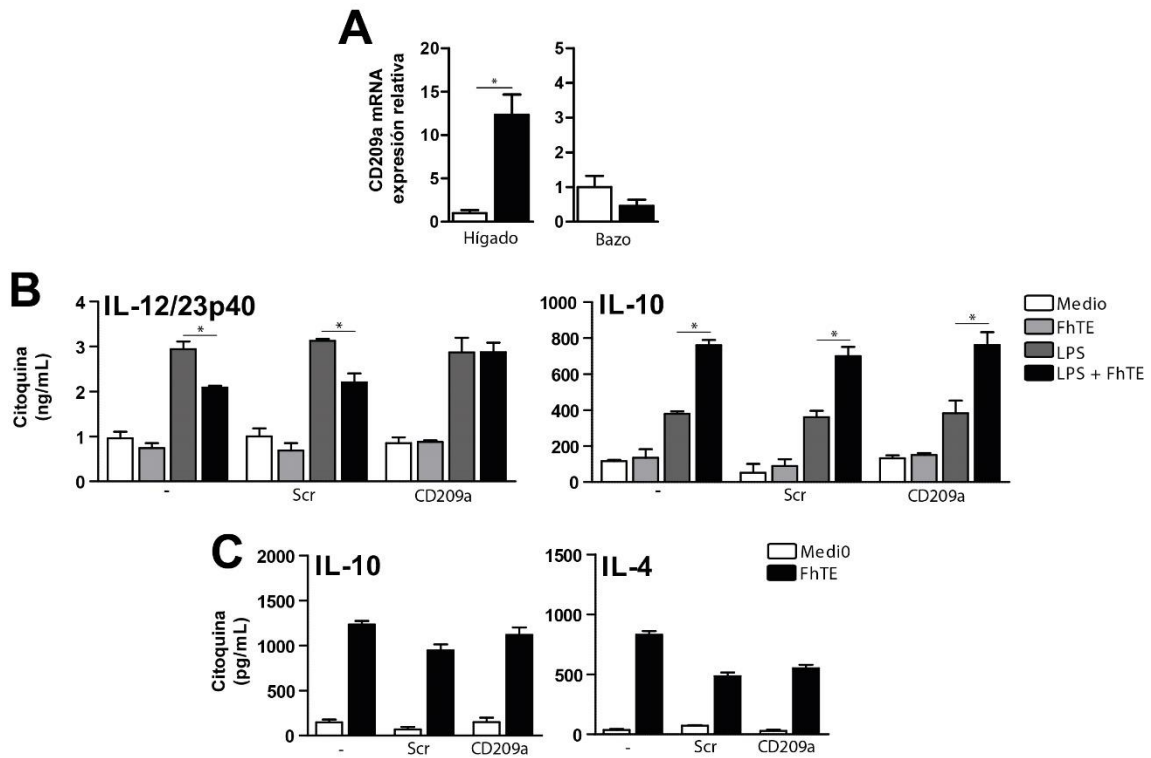 A
CD209a mRNA
expresión relativa
20
15
10
5
0
*
Hígado
5
4
3
2
1
0
Bazo
B
IL-12/23p40
Citoquina
(ng/mL)
4
3
2
1
0
*
*
-
Scr
CD209a
IL-10
1000
800
600
400
200
0
*
*
*
-
Scr
CD209a
Medio
FhTE
LPS
LPS + FhTE
C
IL-10
Citoquina
(pg/mL)
2000
1500
1000
500
0
-
Scr
CD209a
IL-4
1500
1000
500
0
-
Scr
CD209a
Medi0
FhTE